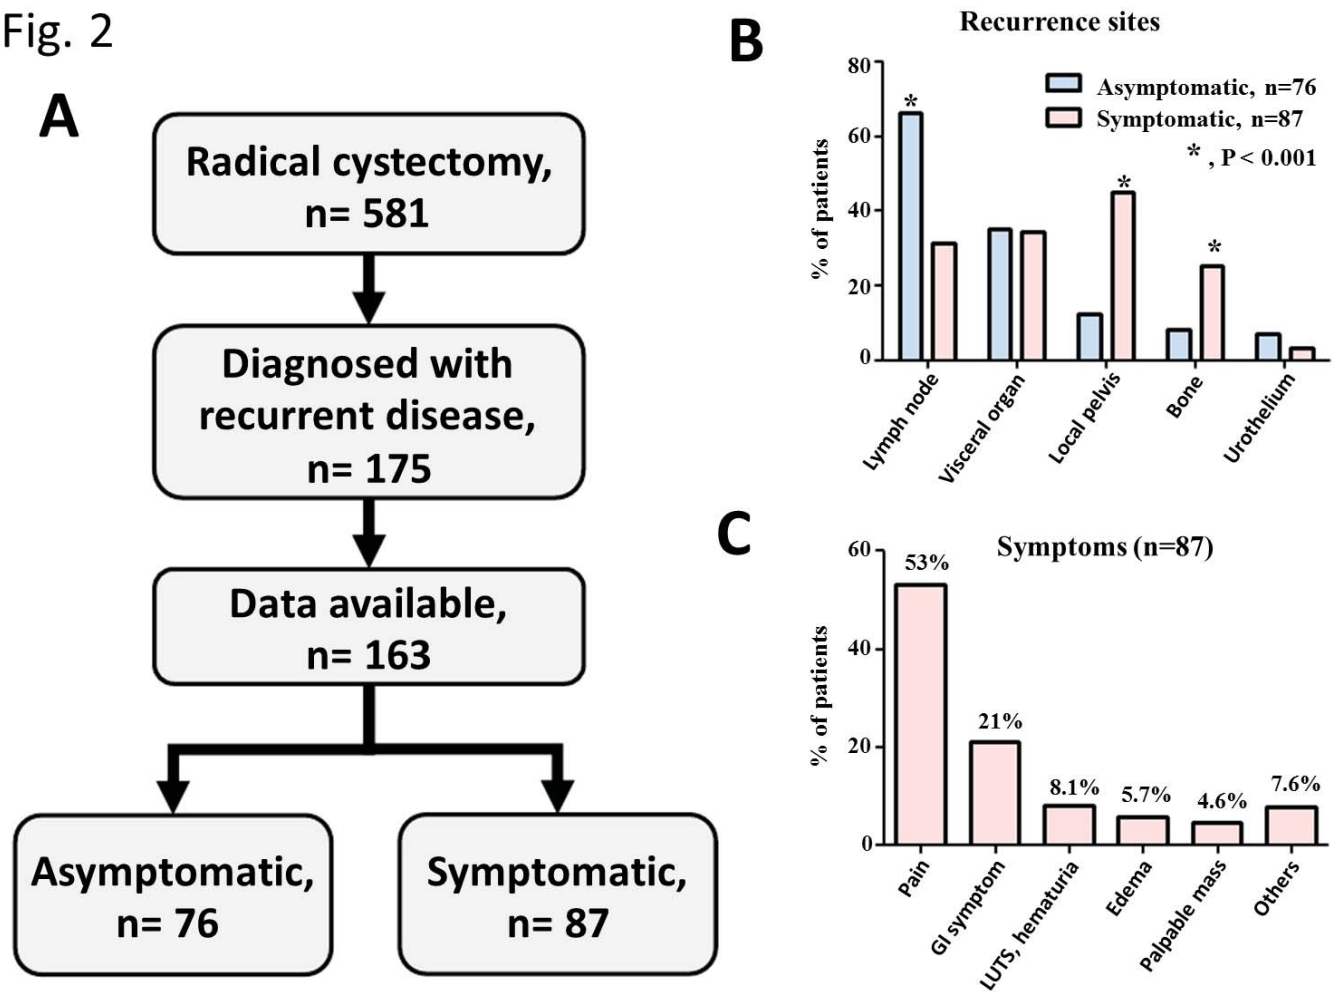 Fig. 2
A
Radical cystectomy,
n= 581
Diagnosed with
recurrent disease,
n= 175
Data available,
n= 163
Asymptomatic,
n= 76
Symptomatic,
n= 87
B
Recurrence sites
% of patients
80
60
40
20
0
Asymptomatic, n=76
Symptomatic, n=87
* , P < 0.001
*
*
*
Lymph node
Visceral organ
Local pelvis
Bone
Urothelium
C
Symptoms (n=87)
% of patients
60
40
20
0
53%
21%
8.1%
5.7%
4.6%
7.6%
Pain
GI symptom
LUTS, hematuria
Edema
Palpable mass
Others